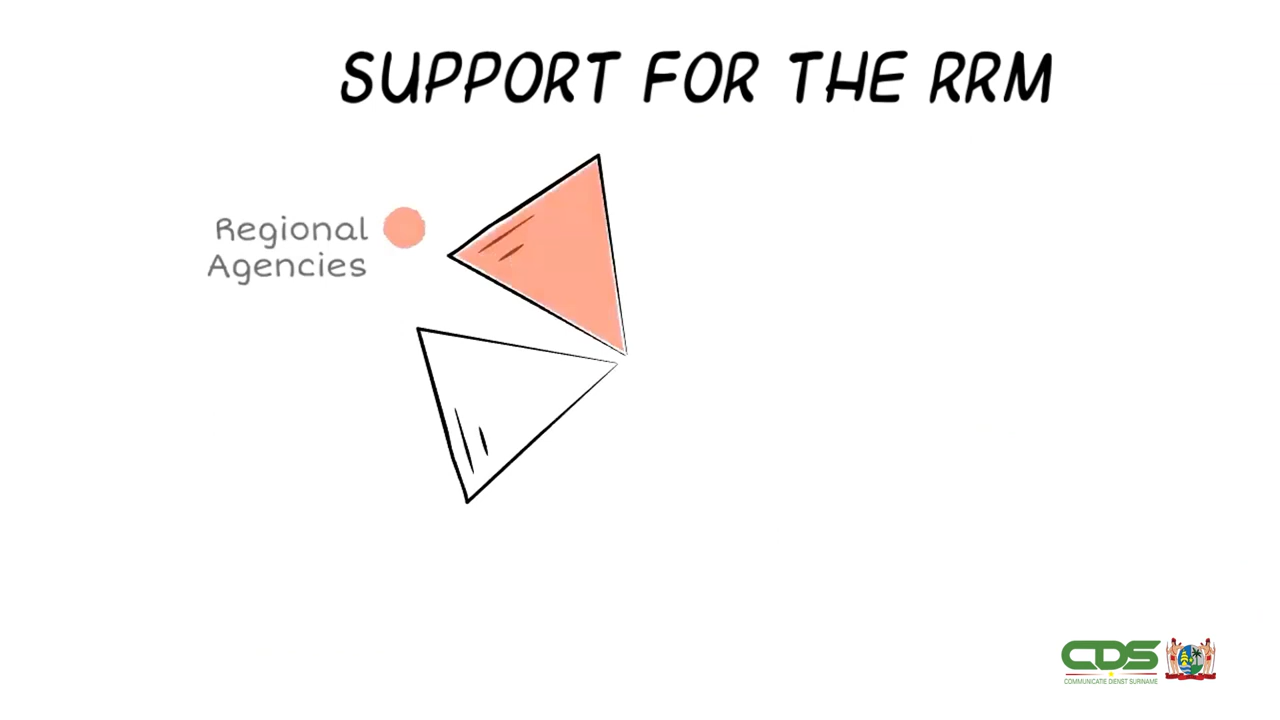 SUPPORT FOR THE RRM
Regional
Agencies
CDS
COMMUNICATIE DIENST SURINAME